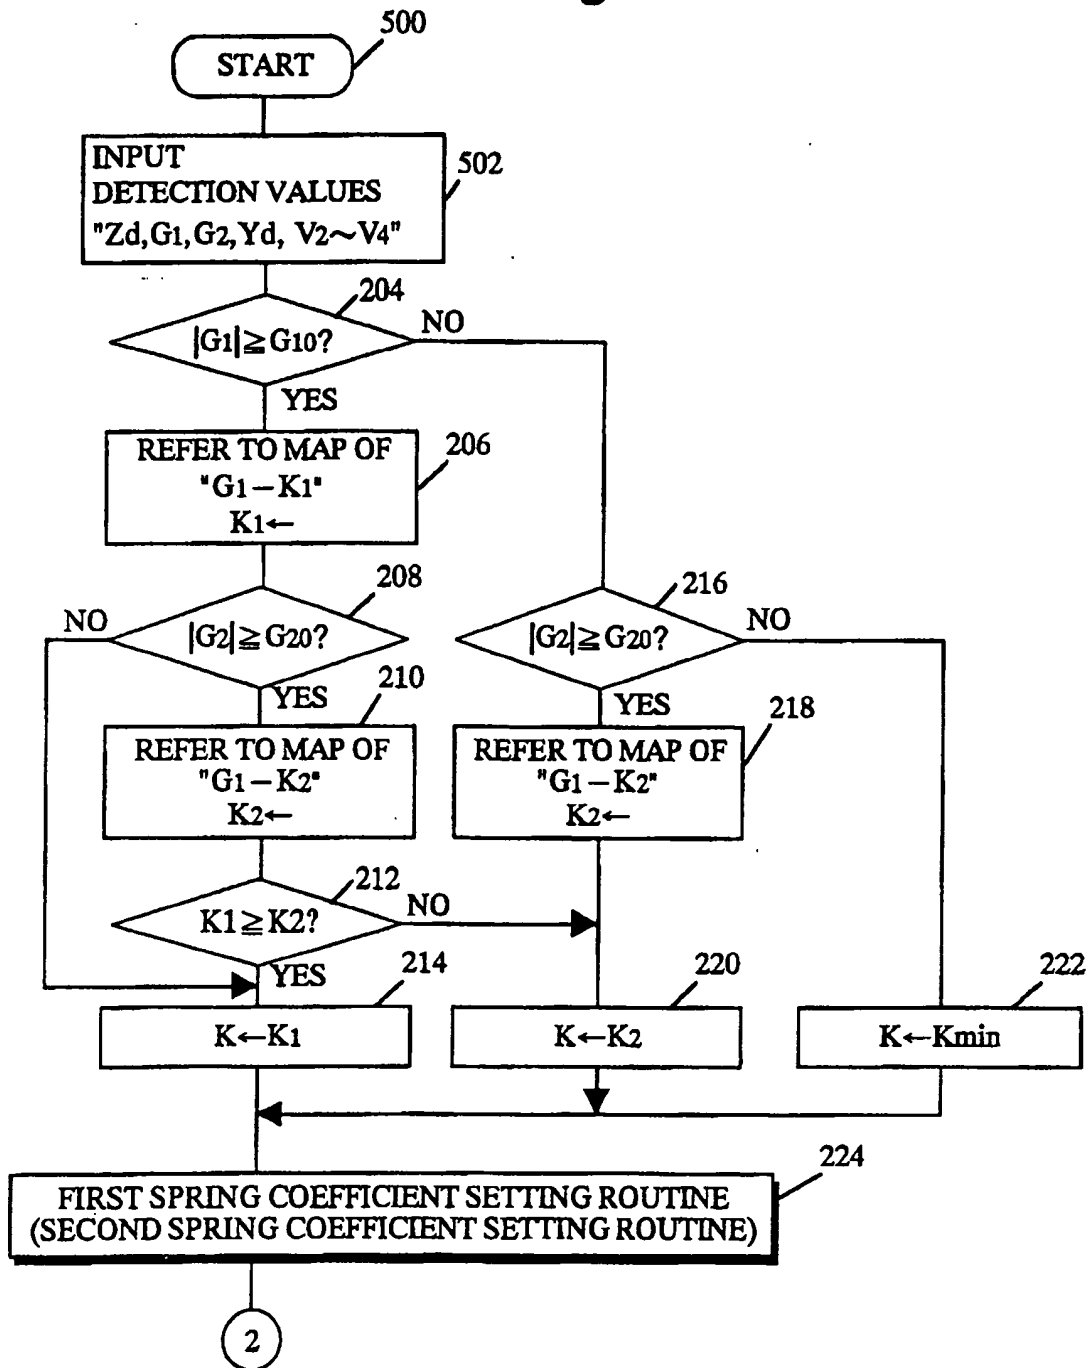 500
START
502
INPUT
DETECTION VALUES
"Zd,G1,G2,Yd, V2~V4"
204
|G1|≧G10?
NO
YES
206
REFER TO MAP OF
"G1−K1"
K1←
208
|G2|≧G20?
NO
YES
216
|G2|≧G20?
NO
YES
210
REFER TO MAP OF
"G1−K2"
K2←
218
REFER TO MAP OF
"G1−K2"
K2←
212
K1≧K2?
NO
YES
214
K←K1
220
K←K2
222
K←Kmin
224
FIRST SPRING COEFFICIENT SETTING ROUTINE
(SECOND SPRING COEFFICIENT SETTING ROUTINE)
2